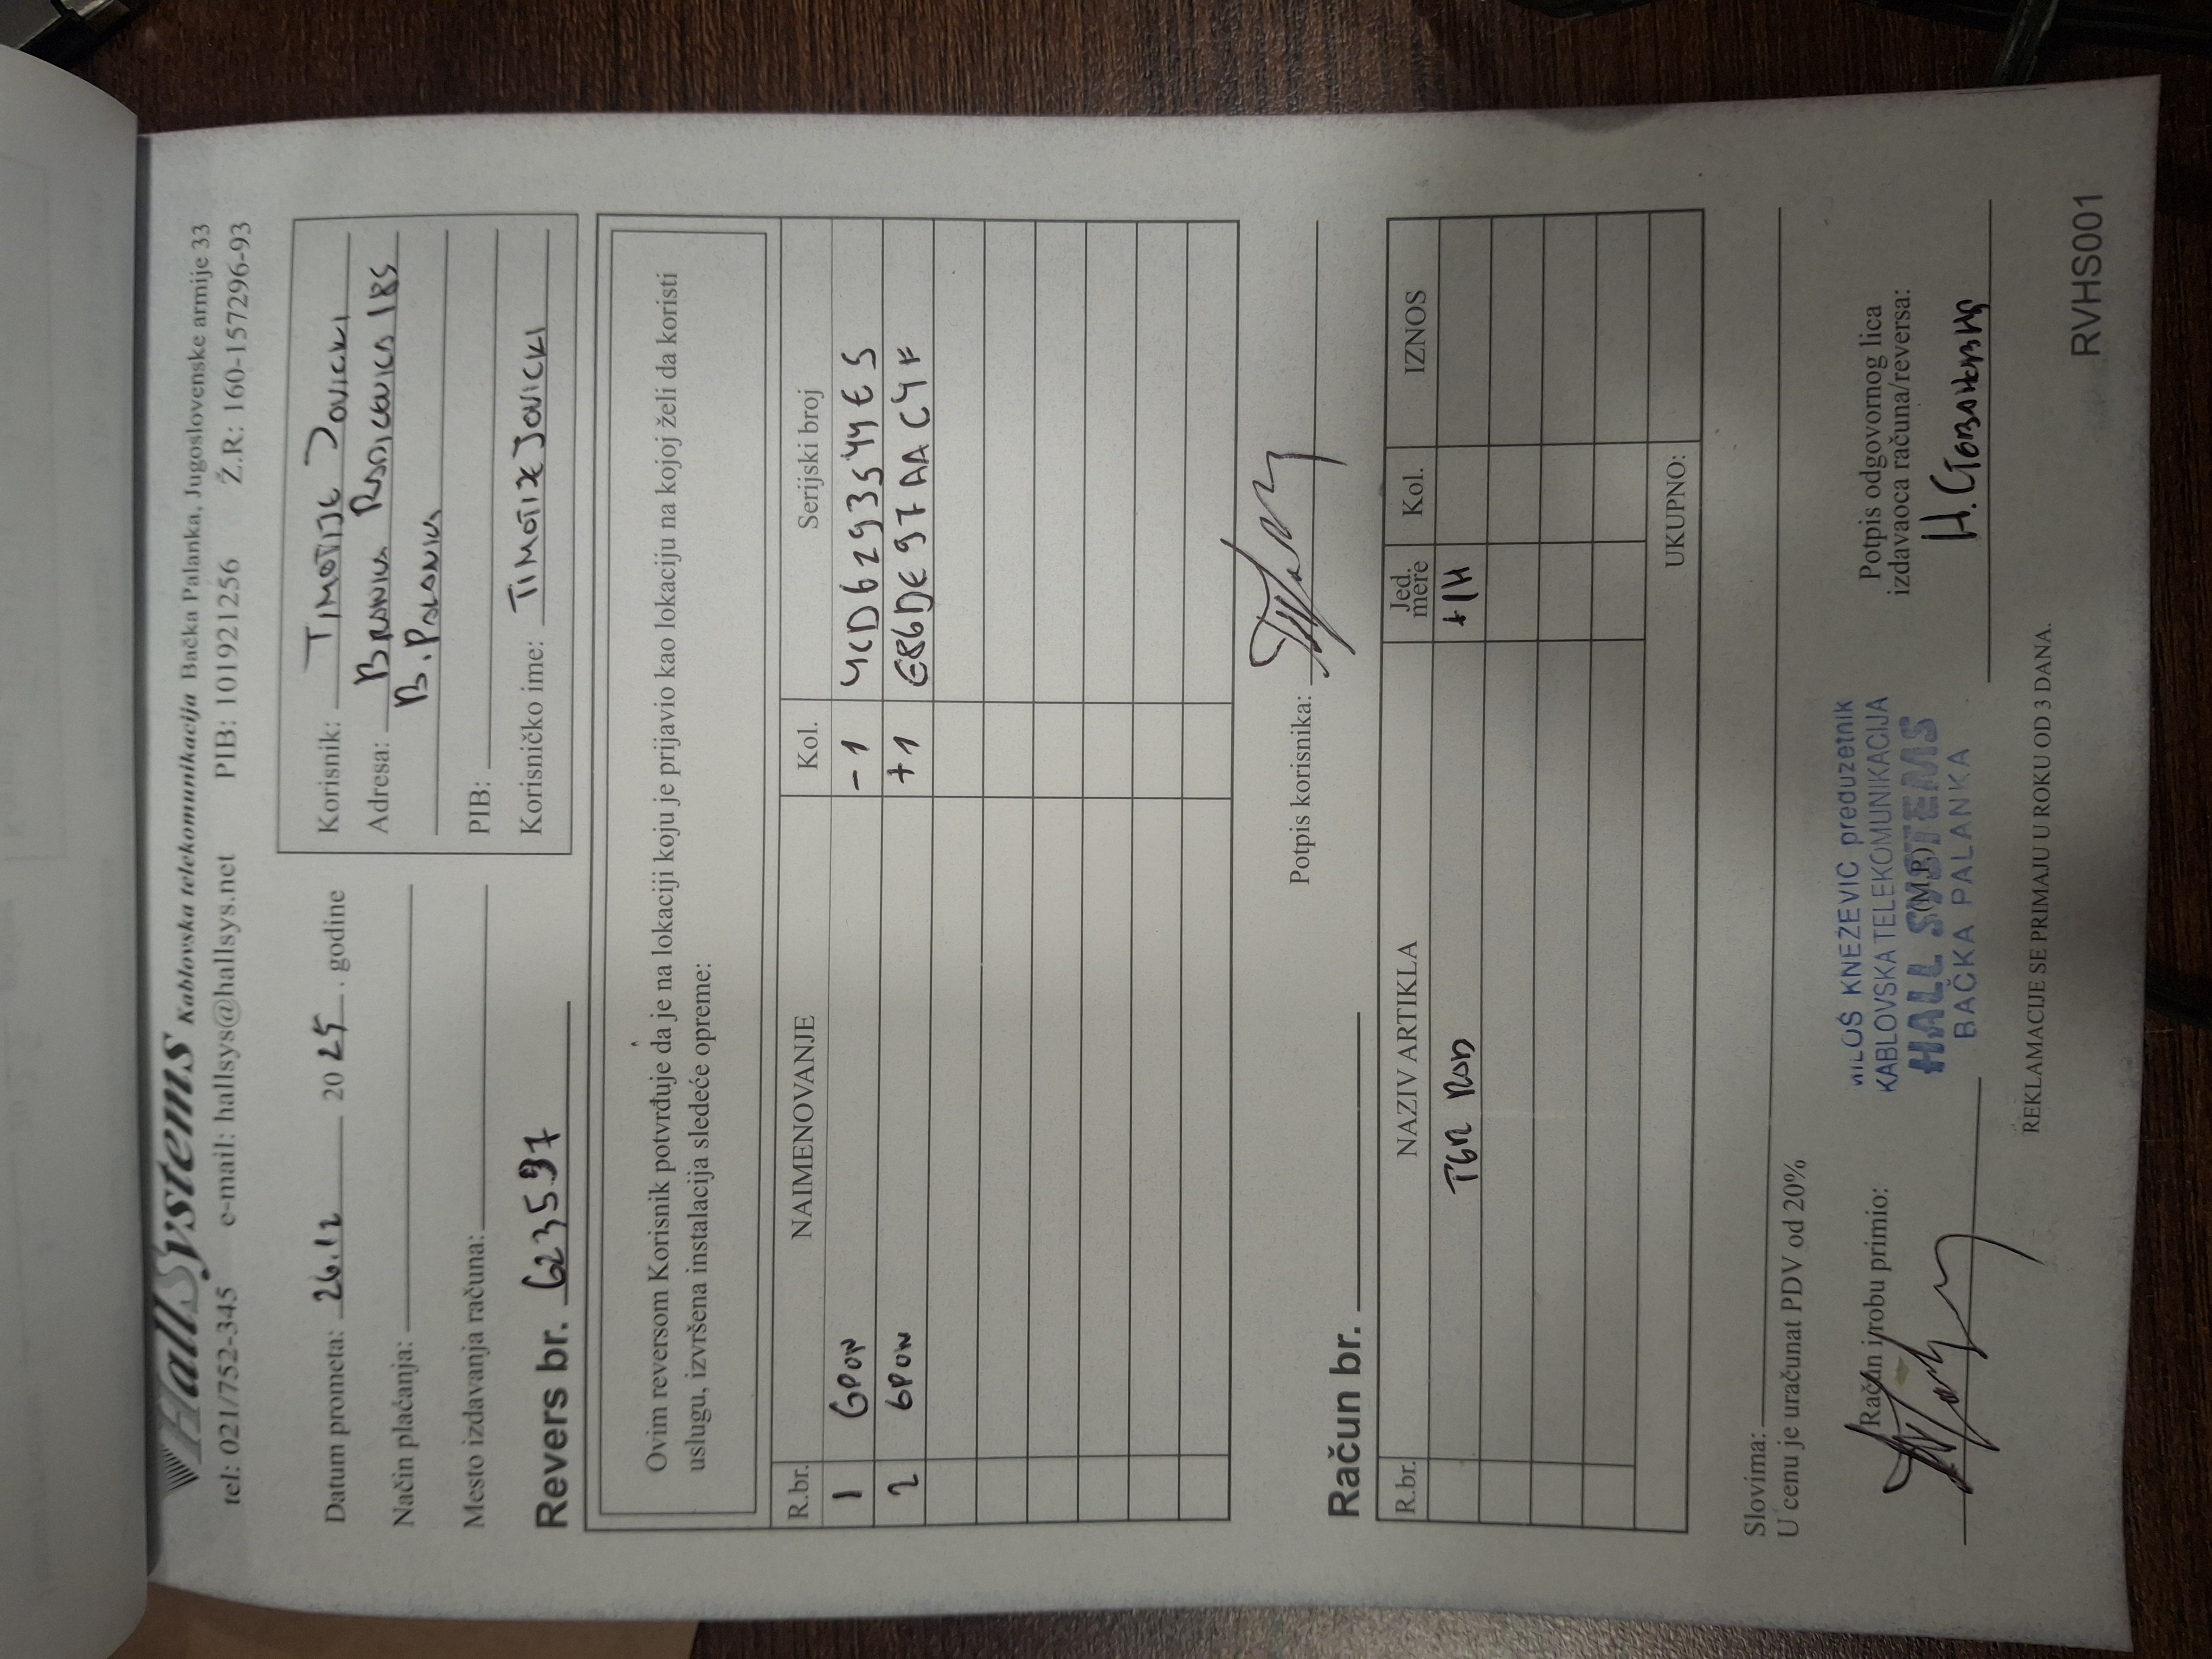 HallSystems Kablovska telekomunikacija Bačka Palanka, Jugoslovenske armije 33
tel: 021/752-345 e-mail: hallsys@hallsys.net PIB: 101921256 Ž.R: 160-157296-93
Datum prometa: 26.12 2025. godine
Način plaćanja:
Mesto izdavanja računa:
Korisnik: TIMOTIJE JOVICKI
Adresa: BRANKA RADICEVICA 185
B. PALANKA
PIB:
Korisničko ime: TIMOTIJE JOVICKI
Revers br. 623597
Ovim reversom Korisnik potvrđuje da je na lokaciji koju je prijavio kao lokaciju na kojoj želi da koristi
uslugu, izvršena instalacija sledeće opreme:
R.br. NAIMENOVANJE Kol. Serijski broj
1 GPON -1 4CD6293544E5
2 GPON +1 E86DE97AAC4F
Potpis korisnika:
Račun br.
R.br. NAZIV ARTIKLA Jed. mere Kol. IZNOS
UKUPNO:
Slovima:
U cenu je uračunat PDV od 20%
Račun i robu primio:
MILOŠ KNEŽEVIĆ preduzetnik
KABLOVSKA TELEKOMUNIKACIJA
HALL SYSTEMS
(M.P.)
BAČKA PALANKA
Potpis odgovornog lica
izdavaoca računa/reversa:
REKLAMACIJE SE PRIMAJU U ROKU OD 3 DANA.
RVHS001